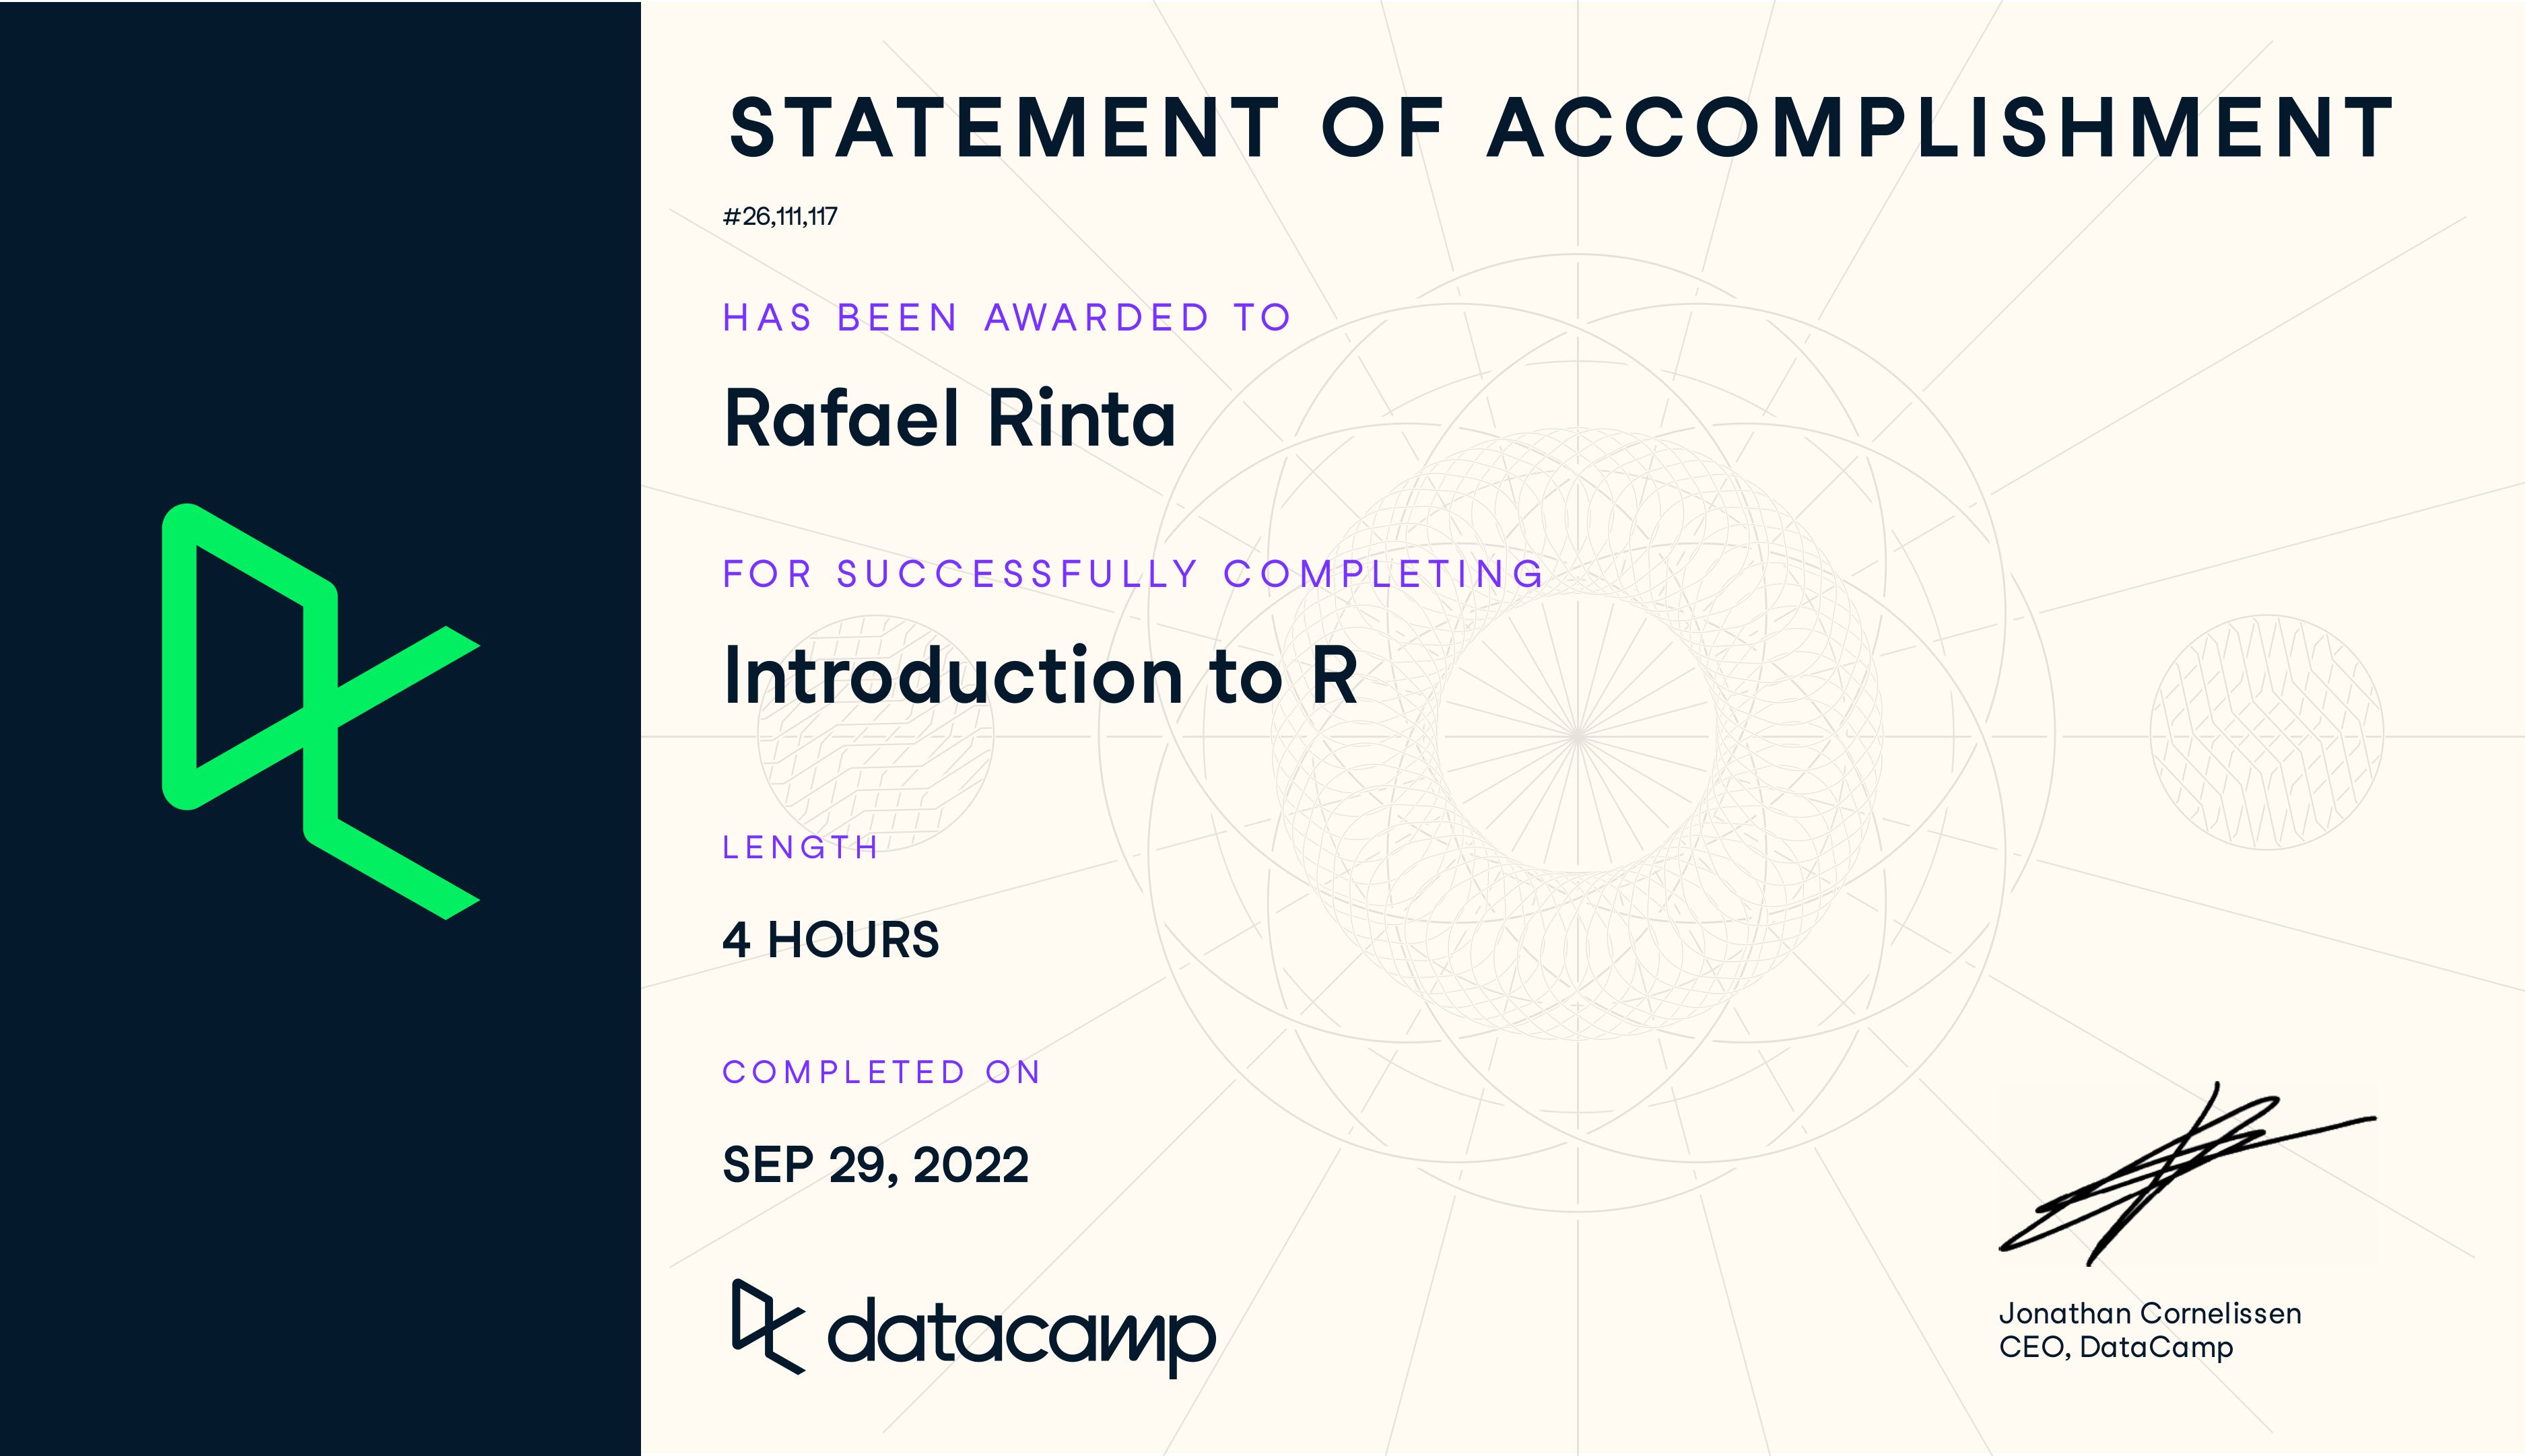 STATEMENT OF ACCOMPLISHMENT
#26,111,117
HAS BEEN AWARDED TO
Rafael Rinta
FOR SUCCESSFULLY COMPLETING
Introduction to R
LENGTH
4 HOURS
COMPLETED ON
SEP 29, 2022
datacamp
Jonathan Cornelissen
CEO, DataCamp